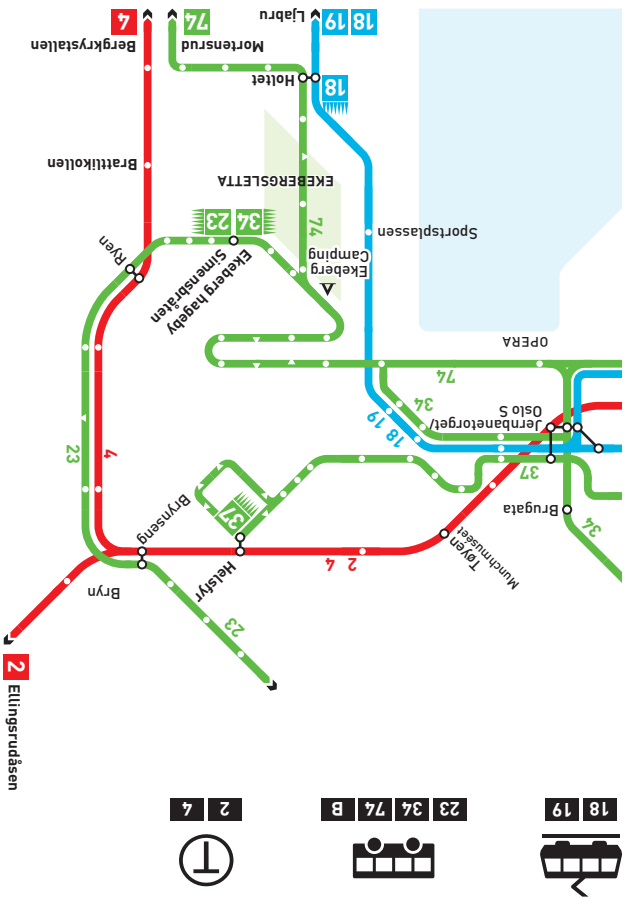 18 19
23 34 74 B
T
2 4
2 Ellingsrudåsen
23
Bryn
Tøyen
Munchmuseet
2 4
Helsfyr
Brynseng
34
Brugata
37
37
4
23
Jernbanetorget/
Oslo S
18 19
34
74
OPERA
Ekeberg
Camping
Ekeberg hageby
Simensbråten
Ryen
Sportsplassen
74
34 23
EKEBERGSLETTA
Brattlikollen
18
Holtet
Mortensrud
Bergkrystallen
18 19
Ljabru
74
4